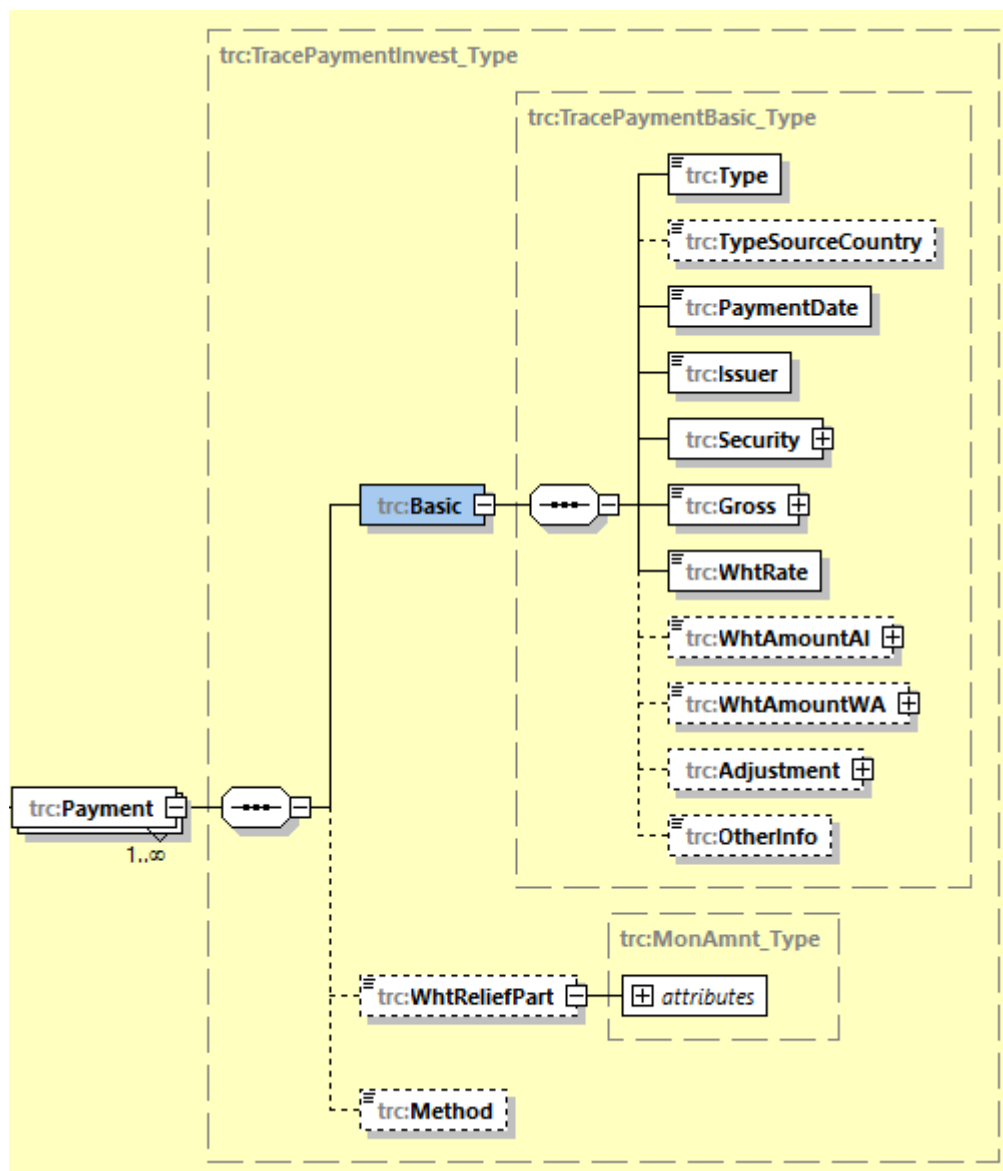 trc:TracePaymentInvest_Type
trc:TracePaymentBasic_Type
trc:Type
trc:TypeSourceCountry
trc:PaymentDate
trc:Issuer
trc:Security
trc:Basic
trc:Gross
trc:WhtRate
trc:WhtAmountAI
trc:WhtAmountWA
trc:Adjustment
trc:Payment
1..∞
trc:OtherInfo
trc:MonAmnt_Type
trc:WhtReliefPart
attributes
trc:Method